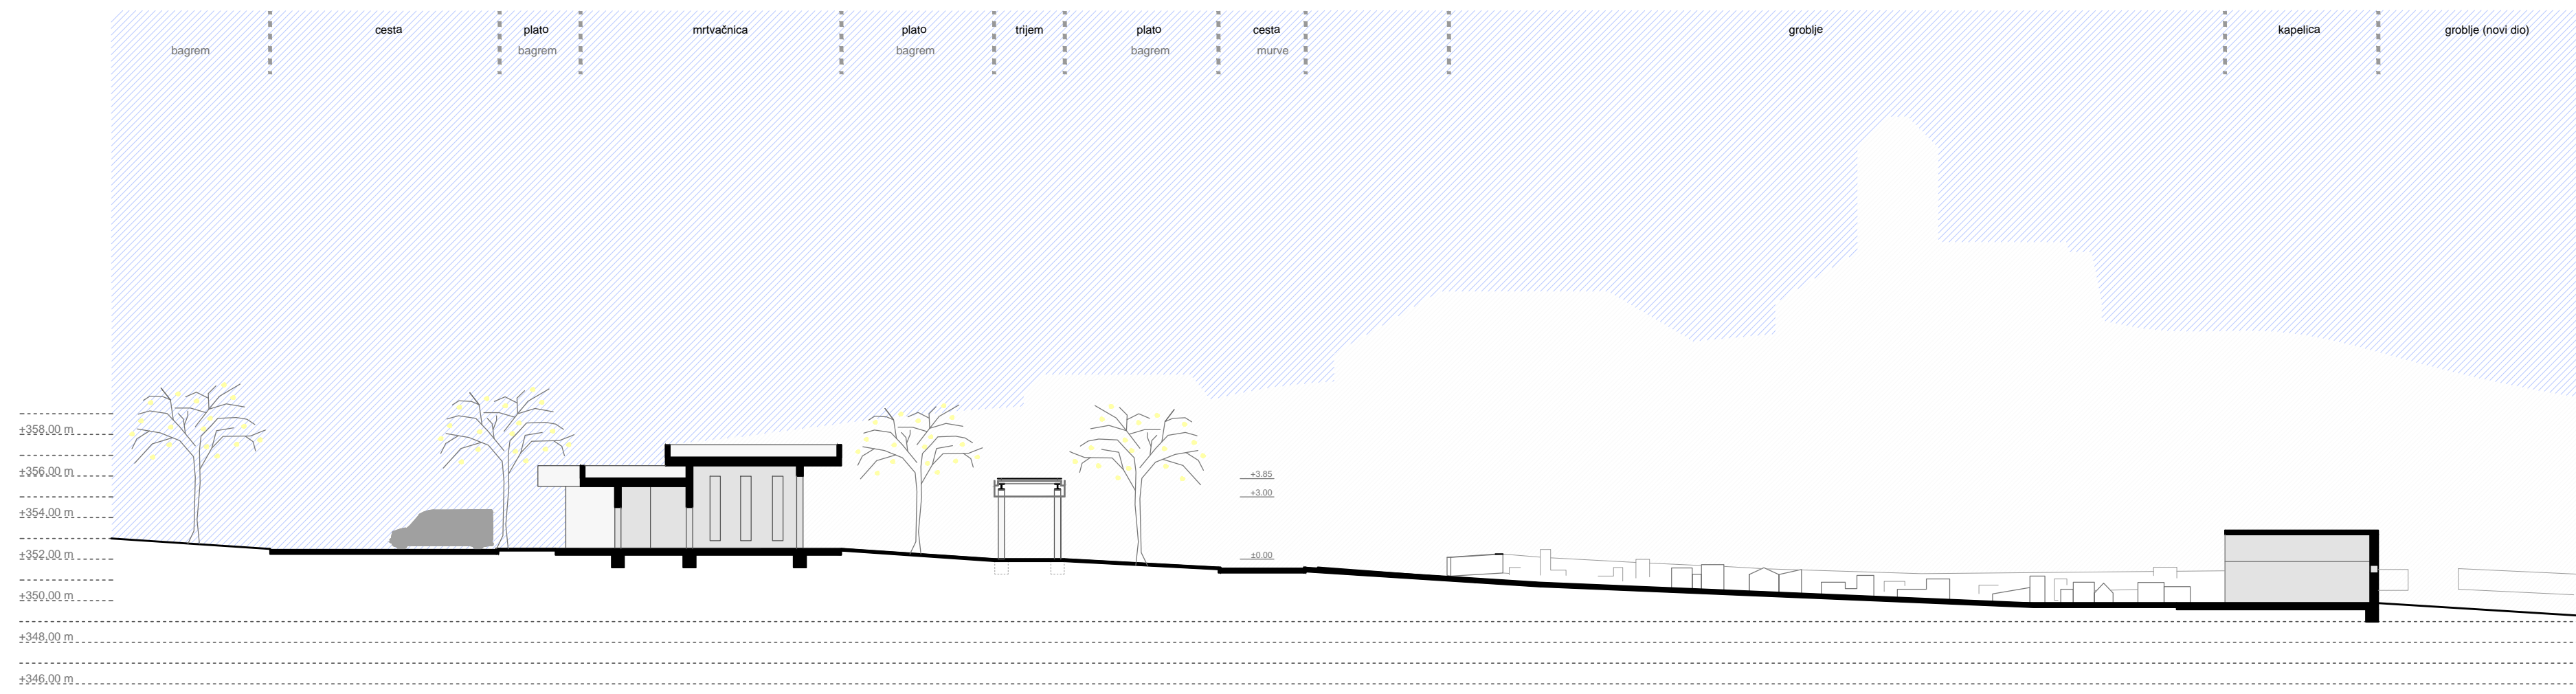 cesta plato mrtvačnica plato trijem plato cesta groblje kapelica groblje (novi dio)
bagrem bagrem bagrem bagrem murve
+358,00 m
+356,00 m
+3.85
+3.00
+354,00 m
+352,00 m
±0.00
+350,00 m
+348,00 m
+346,00 m